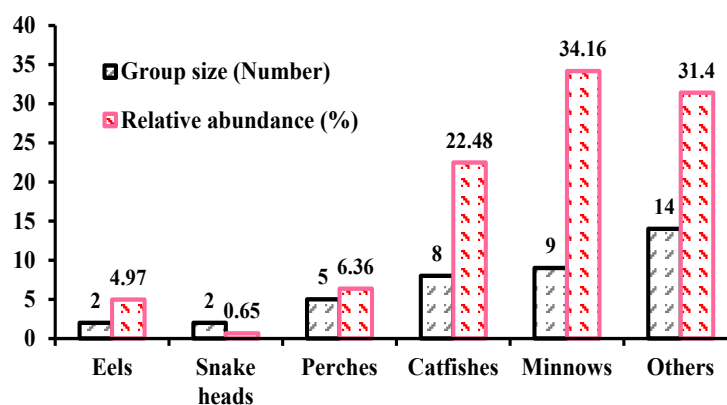 40
35
30
25
20
15
10
5
0
Group size (Number)
Relative abundance (%)
2
4.97
2
0.65
5
6.36
8
22.48
9
34.16
14
31.4
Eels
Snake
heads
Perches
Catfishes
Minnows
Others